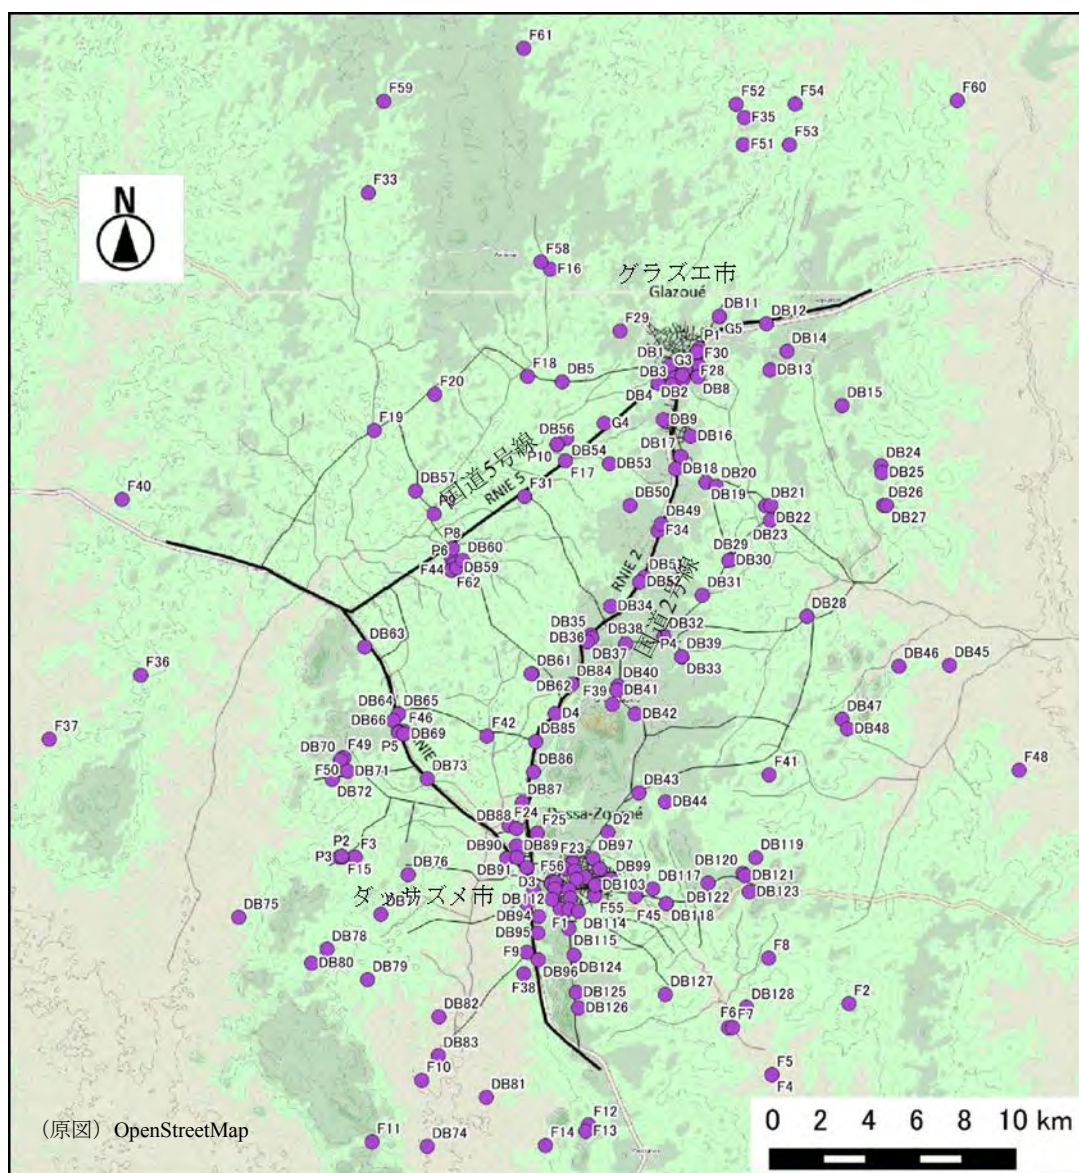 F61
F59
F52
F54
F60
F35
F51
F53
N
F33
F58
F16
グラズエ市
Glazoué
DB11
G5
DB12
F29
P1
DB14
DB1
F30
G3
F28
DB13
F18
DB5
DB3
DB2
DB8
F20
DB4
DB15
DB9
G4
F19
DB56
DB16
DB17
P10
DB54
F17
DB53
DB18
DB24
DB25
DB57
国道5号線
RNIE 5
F31
DB20
DB19
F40
DB50
DB21
DB26
DB27
DB49
DB22
F34
DB23
P8
P6
DB60
DB29
DB30
F44
DB59
F62
RNIE 2
DB51
DB52
国道2号線
DB31
DB34
DB28
DB35
DB38
DB32
DB36
DB37
P4
DB39
DB63
DB33
DB46
DB45
F36
DB61
DB84
DB40
DB62
F39
DB41
DB64
DB65
D4
DB42
DB47
DB66
F46
DB48
F37
DB69
F42
DB85
P5
DB70
F49
F50
DB71
DB86
DB72
DB73
DB43
F41
F48
DB87
DB44
DB88
F24
F25
D2
DB90
DB89
P2
P3
F3
F15
F23
DB97
DB119
DB91
F56
DB99
DB120
DB76
DB121
D3
DB103
DB117
DB123
ダッサズメ市
DB112
DB122
F55
F45
DB118
DB75
DB94
F1
DB114
DB95
DB115
DB78
F9
DB124
F8
DB80
DB96
DB79
F38
DB127
DB125
DB128
F2
DB82
DB126
F6
F7
DB83
F10
F5
F4
DB81
F12
F13
F11
DB74
F14
（原図）OpenStreetMap
0 2 4 6 8 10 km